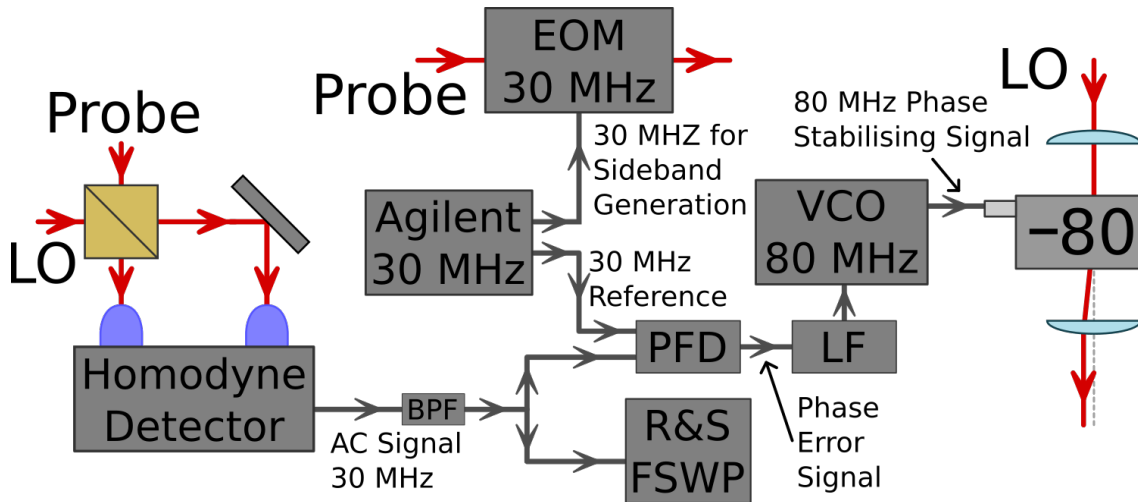 EOM
30 MHz
Probe
LO
Probe
80 MHz Phase
Stabilising Signal
30 MHZ for
Sideband
Generation
Agilent
30 MHz
VCO
80 MHz
−80
LO
30 MHz
Reference
PFD
LF
Homodyne
Detector
BPF
AC Signal
30 MHz
R&S
FSWP
Phase
Error
Signal